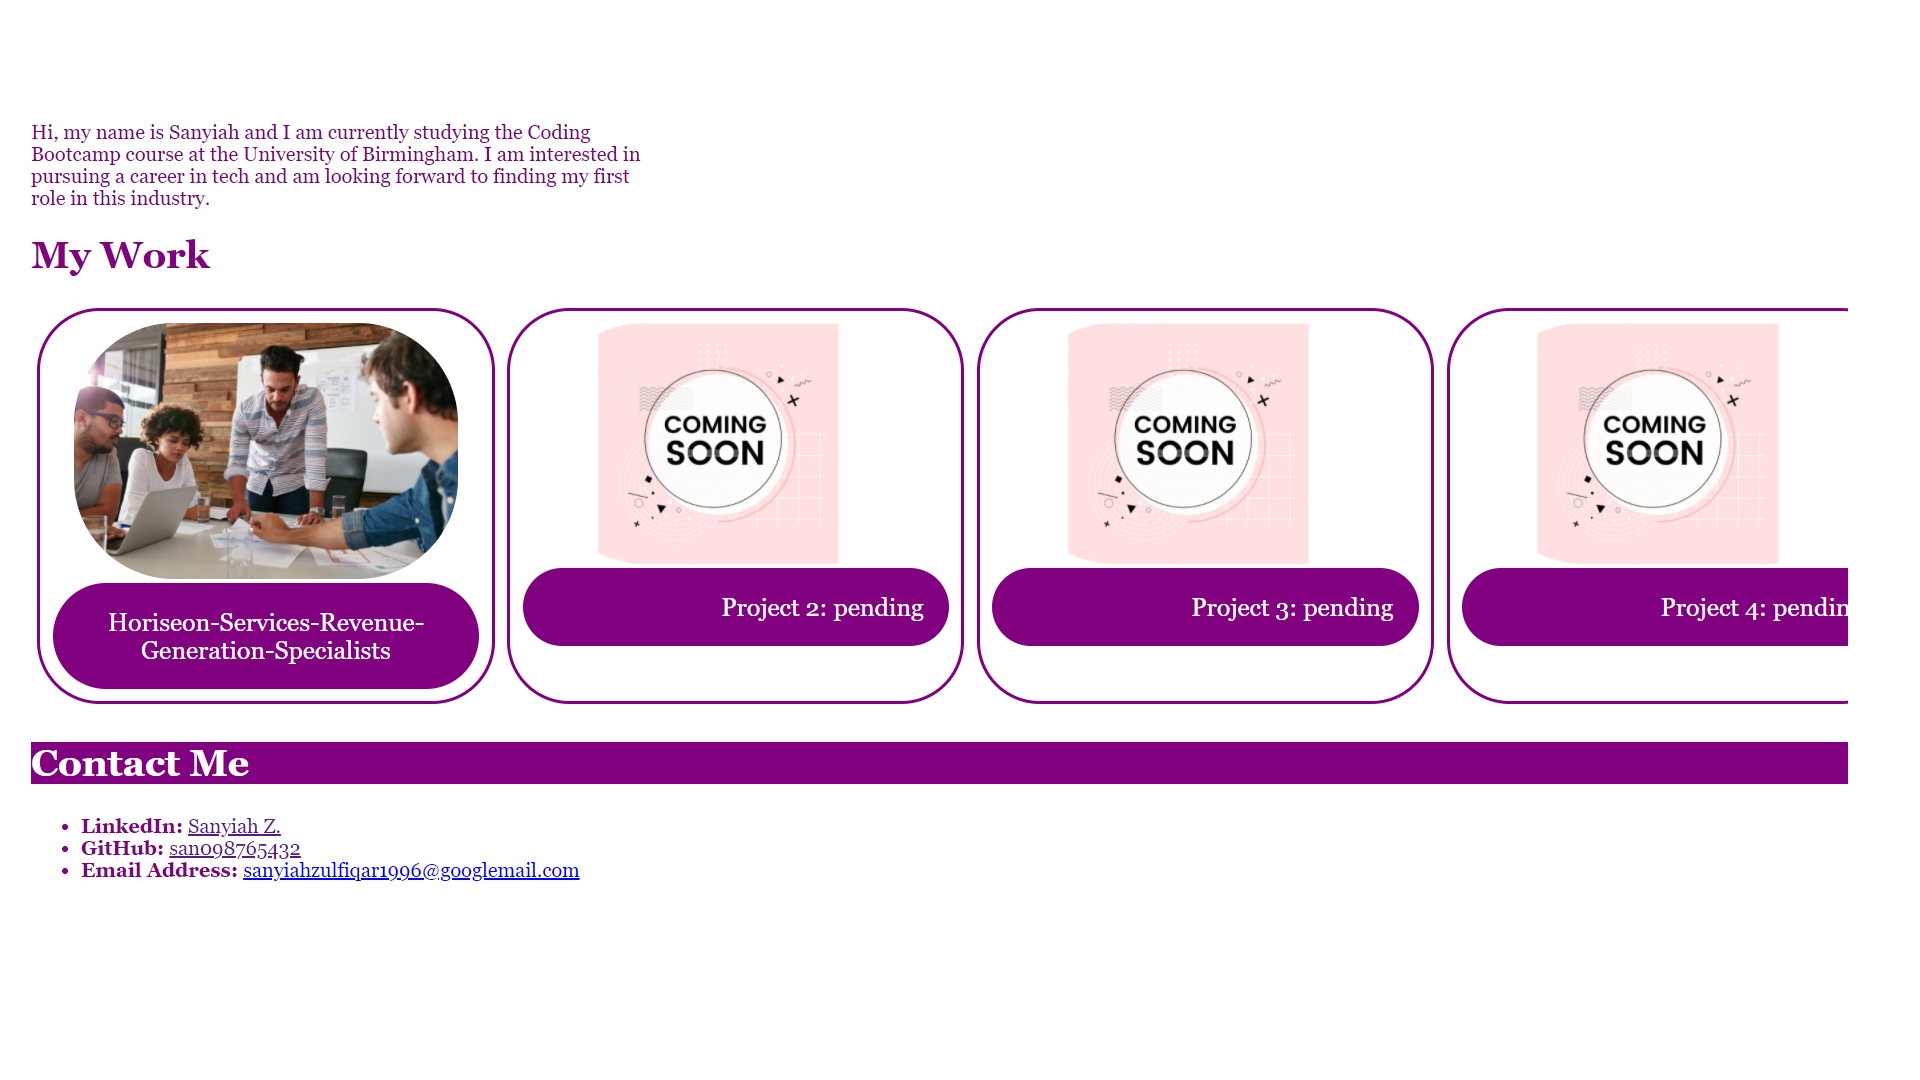 Hi, my name is Sanyiah and I am currently studying the Coding
Bootcamp course at the University of Birmingham. I am interested in
pursuing a career in tech and am looking forward to finding my first
role in this industry.
My Work
COMING
SOON
COMING
SOON
COMING
SOON
Horiseon-Services-Revenue-
Generation-Specialists
Project 2: pending
Project 3: pending
Project 4: pendin
Contact Me
• LinkedIn: Sanyiah Z.
• GitHub: san098765432
• Email Address: sanyiahzulfiqar1996@googlemail.com